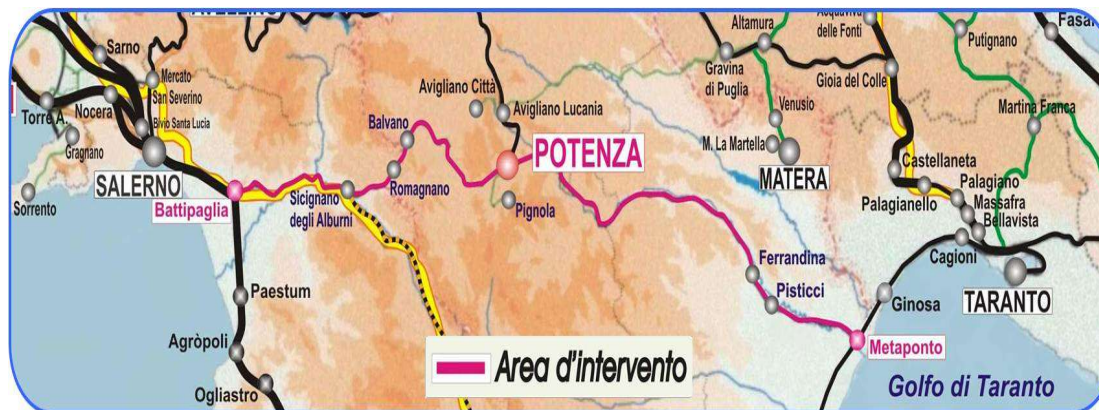 AVELLINO
Sarno
Mercato
San Severino
Nocera
Torre A.
Bivio Santa Lucia
Gragnano
SALERNO
Sorrento
Battipaglia
Sicignano
degli Alburni
Balvano
Romagnano
Avigliano Città
Avigliano Lucania
POTENZA
Pignola
Paestum
Agròpoli
Ogliastro
Altamura
Acquaviva
delle Fonti
Putignano
Fasan
Gravina
di Puglia
Gioia del Colle
Venusio
Martina Franca
M. La Martella
MATERA
Castellaneta
Palagiano
Palagianello
Massafra
Bellavista
Cagioni
Ferrandina
Pisticci
Ginosa
TARANTO
Metaponto
Area d'intervento
Golfo di Taranto